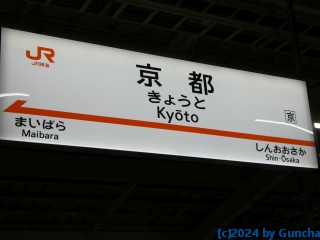 JR
JR東海
京都
きょうと
Kyōto
京
まいばら
Maibara
しんおおさか
Shin-Ōsaka
(c)2024 by Guncha